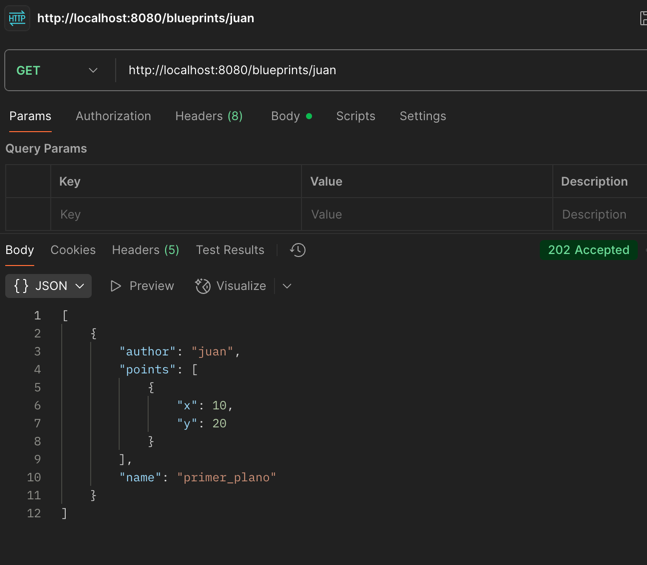 HTTP http://localhost:8080/blueprints/juan
GET http://localhost:8080/blueprints/juan
Params Authorization Headers (8) Body Scripts Settings
Query Params
Key Value Description
Key Value Description
Body Cookies Headers (5) Test Results 202 Accepted
{} JSON Preview Visualize
1 [
2 {
3 "author": "juan",
4 "points": [
5 {
6 "x": 10,
7 "y": 20
8 }
9 ],
10 "name": "primer_plano"
11 }
12 ]